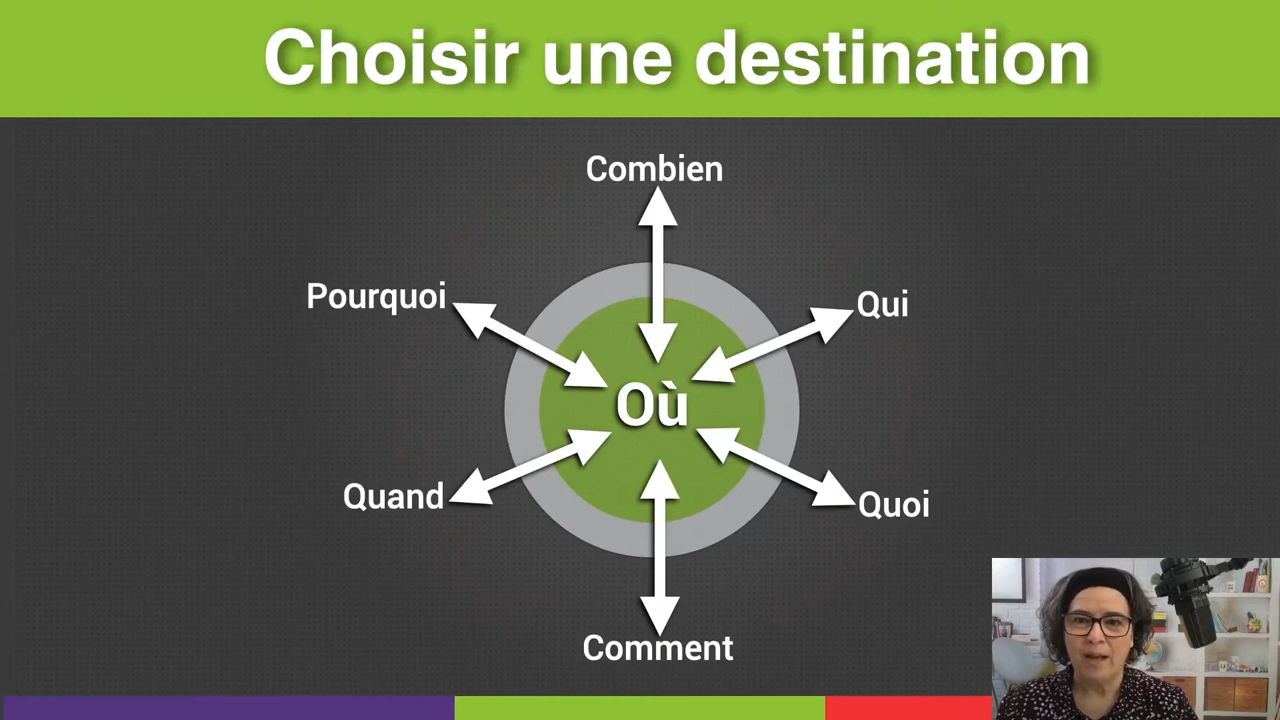 Choisir une destination
Combien
Pourquoi
Qui
Où
Quand
Quoi
Comment